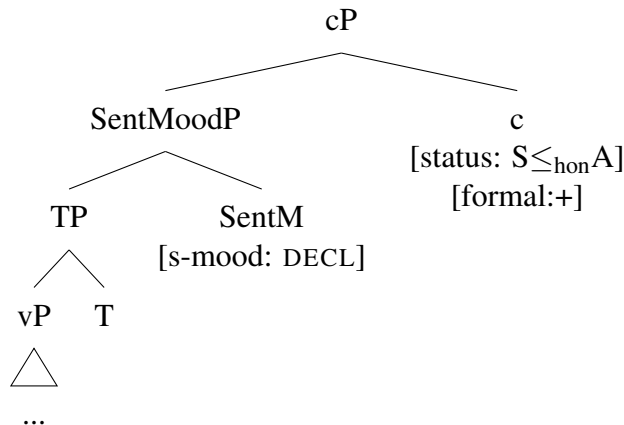 cP
SentMoodP c
[status: S≤honA]
[formal:+]
TP SentM
[s-mood: DECL]
vP T
...